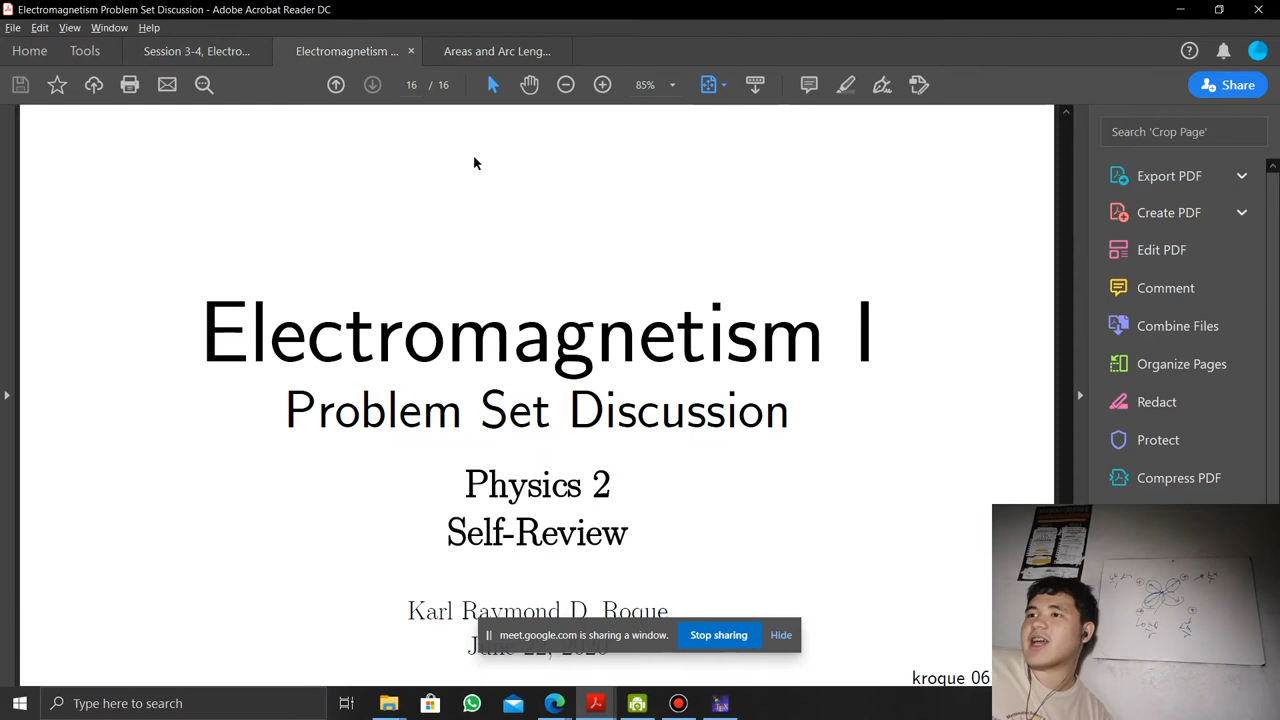 Electromagnetism Problem Set Discussion - Adobe Acrobat Reader DC
File Edit View Window Help
Home Tools Session 3-4, Electro... Electromagnetism ... × Areas and Arc Leng...
16 / 16 85% Share
Search 'Crop Page'
Export PDF
Create PDF
Edit PDF
Comment
Combine Files
Organize Pages
Redact
Protect
Compress PDF
Electromagnetism I
Problem Set Discussion
Physics 2
Self-Review
Karl Raymond D. Roque
meet.google.com is sharing a window. Stop sharing Hide
kroque 06
Type here to search